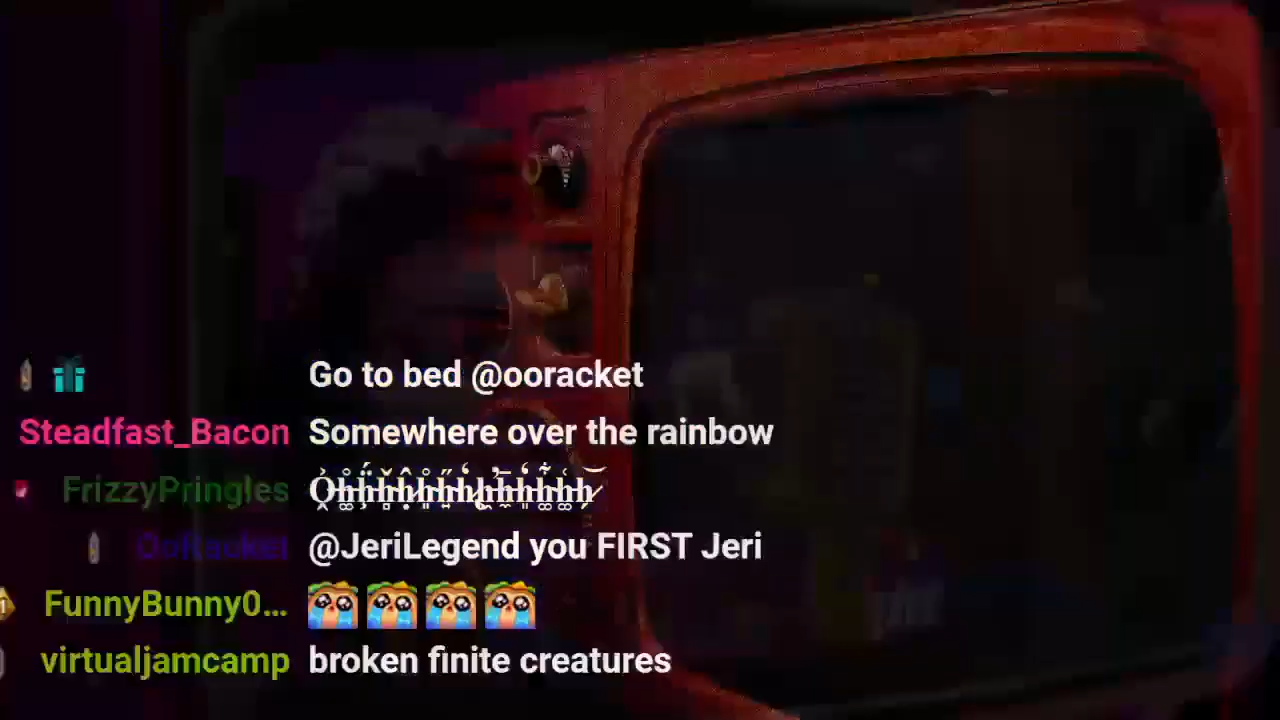 Go to bed @ooracket
Steadfast_Bacon Somewhere over the rainbow
FrizzyPringles
OoRacket @JeriLegend you FIRST Jeri
FunnyBunny0...
virtualjamcamp broken finite creatures